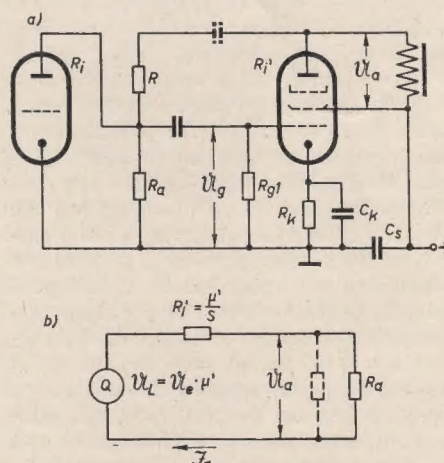 a)
Ri
R
Ri'
𝔘a
Ra
𝔘g
Rg1
Rk
Ck
Cs
b)
Ri' = μ'/S
Q
𝔘L = 𝔘e · μ'
𝔘a
Ra